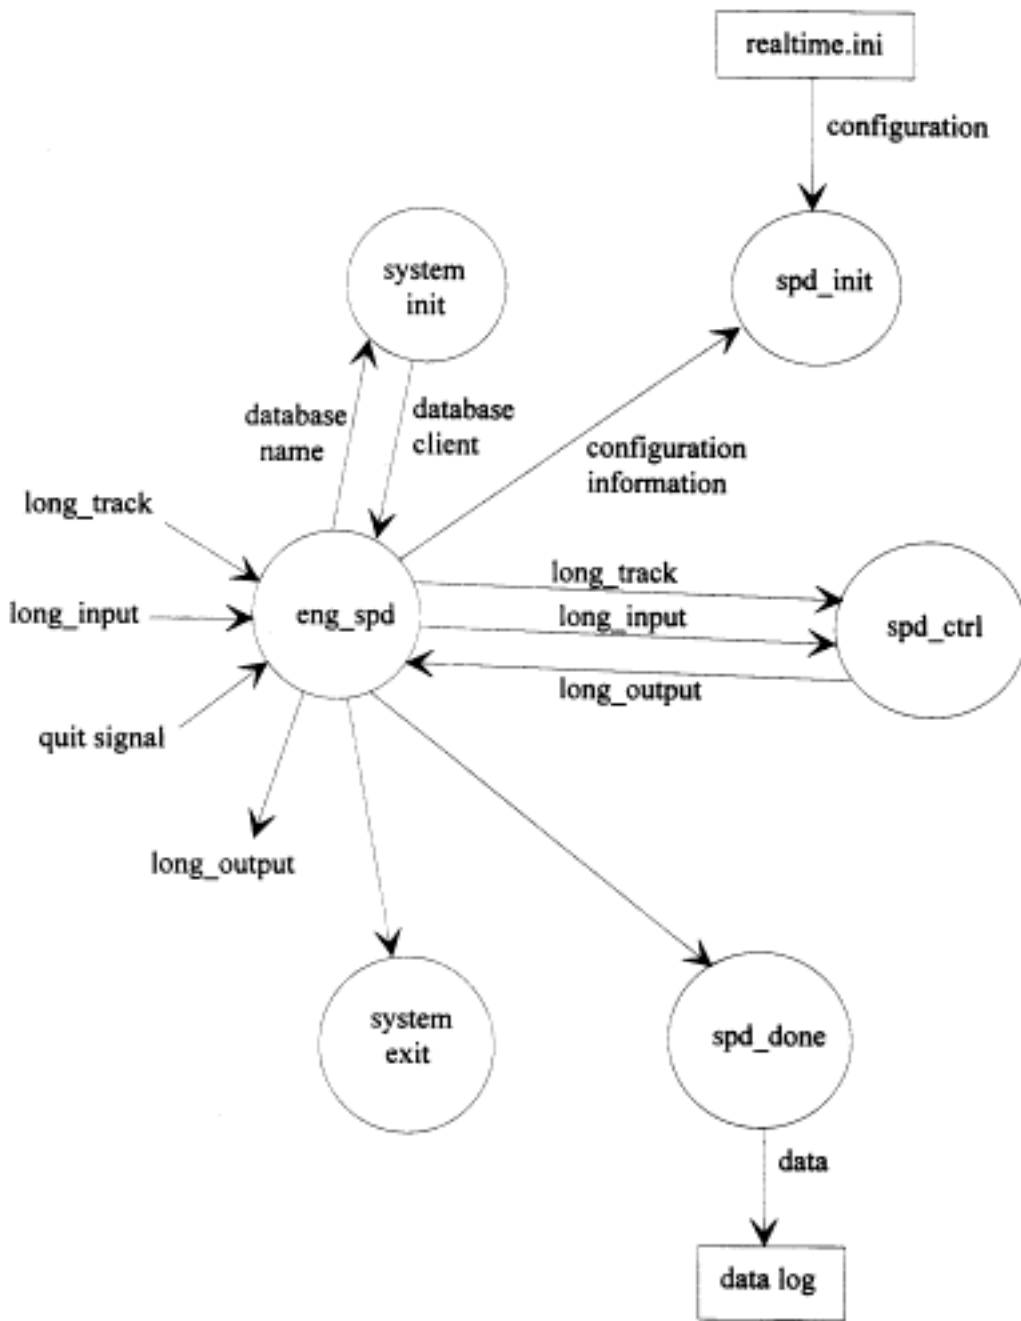 realtime.ini
configuration
system
init
spd_init
database
name
database
client
configuration
information
long_track
long_input
quit signal
eng_spd
long_track
long_input
long_output
spd_ctrl
long_output
system
exit
spd_done
data
data log